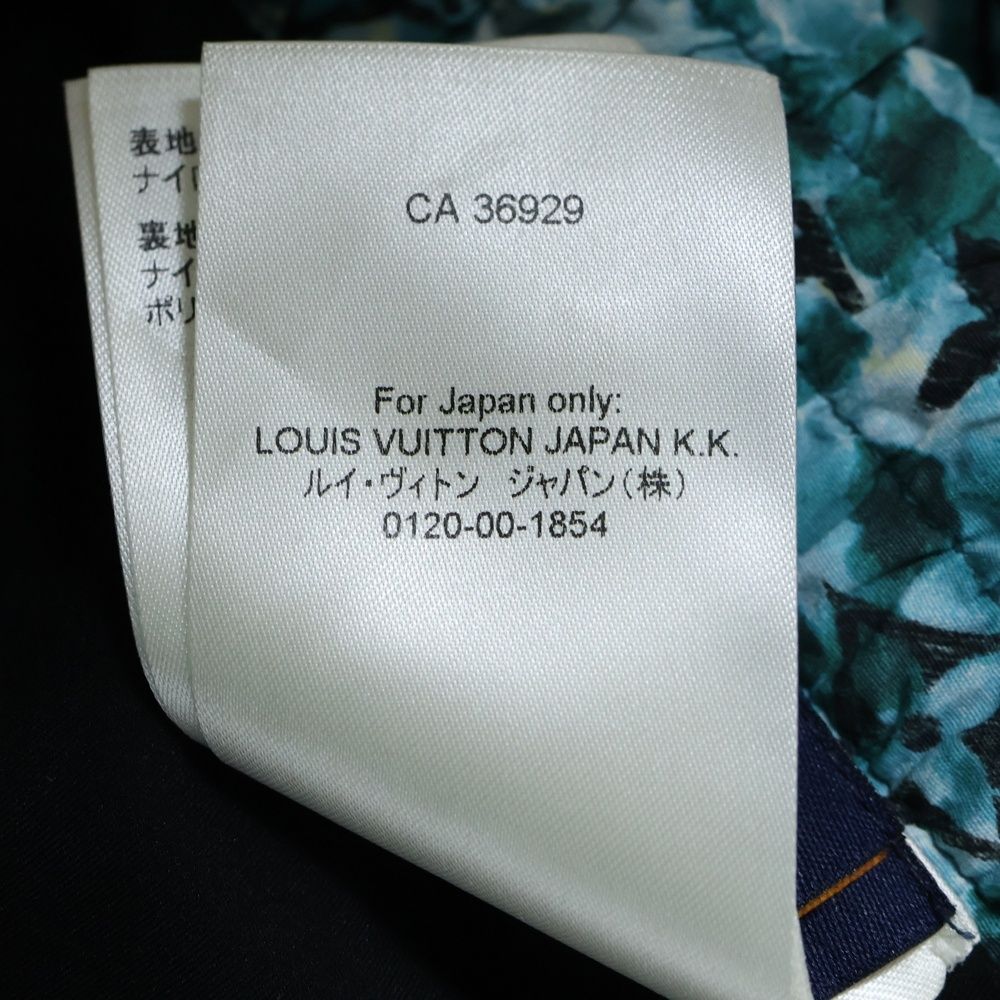 表地
ナイ
裏地
ナイ
ポリ
CA 36929
For Japan only:
LOUIS VUITTON JAPAN K.K.
ルイ・ヴィトン ジャパン(株)
0120-00-1854